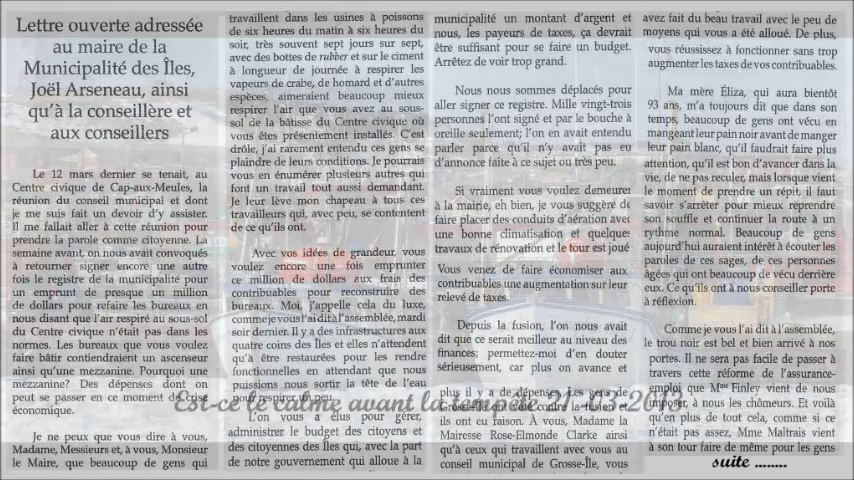 Lettre ouverte adressée
au maire de la
Municipalité des Îles,
Joël Arseneau, ainsi
qu'à la conseillère et
aux conseillers
Le 12 mars dernier se tenait, au
Centre civique de Cap-aux-Meules, la
réunion du conseil municipal et dont
je me suis fait un devoir d'y assister.
Il me fallait aller à cette réunion pour
prendre la parole comme citoyenne. La
semaine avant, on nous avait convoqués
à retourner signer encore une autre
fois le registre de la municipalité pour
un emprunt de presque un million
de dollars pour refaire les bureaux en
nous disant que l'air respiré au sous-sol
du Centre civique n'était pas dans les
normes. Les bureaux que vous voulez
faire bâtir contiendraient un ascenseur
ainsi qu'une mezzanine. Pourquoi une
mezzanine? Des dépenses dont on
peut se passer en ce moment de crise
économique.
Je ne peux que vous dire à vous,
Madame, Messieurs et, à vous, Monsieur
le Maire, que beaucoup de gens qui
travaillent dans les usines à poissons
de six heures du matin à six heures du
soir, très souvent sept jours sur sept,
avec des bottes de rubber et sur le ciment
à longueur de journée à respirer les
vapeurs de crabe, de homard et d'autres
espèces, aimeraient beaucoup mieux
respirer l'air que vous avez au sous-
sol de la bâtisse du Centre civique où
vous êtes présentement installés. C'est
drôle, j'ai rarement entendu ces gens se
plaindre de leurs conditions. Je pourrais
vous en énumérer plusieurs autres qui
font un travail tout aussi demandant.
Je leur lève mon chapeau à tous ces
travailleurs qui, avec peu, se contentent
de ce qu'ils ont.
Avec vos idées de grandeur, vous
voulez encore une fois emprunter
ce million de dollars aux frais des
contribuables pour reconstruire des
bureaux. Moi, j'appelle cela du luxe,
comme je vous l'ai dit à l'assemblée, mardi
soir dernier. Il y a des infrastructures aux
quatre coins des Îles et elles n'attendent
qu'à être restaurées pour les rendre
fonctionnelles en attendant que nous
puissions nous sortir la tête de l'eau
pour respirer un peu.
L'on vous a élus pour gérer,
administrer le budget des citoyens et
des citoyennes des Îles qui, avec la part
de notre gouvernement qui alloue à la
municipalité un montant d'argent et
nous, les payeurs de taxes, ça devrait
être suffisant pour se faire un budget.
Arrêtez de voir trop grand.
Nous nous sommes déplacés pour
aller signer ce registre. Mille vingt-trois
personnes l'ont signé et par le bouche à
oreille seulement; l'on en avait entendu
parler parce qu'il n'y avait pas eu
d'annonce faite à ce sujet ou très peu.
Si vraiment vous voulez demeurer
à la mairie, eh bien, je vous suggère de
faire placer des conduits d'aération avec
une bonne climatisation et quelques
travaux de rénovation et le tour est joué
Vous venez de faire économiser aux
contribuables une augmentation sur leur
relevé de taxes.
Depuis la fusion, l'on nous avait
dit que ce serait meilleur au niveau des
finances; permettez-moi d'en douter
sérieusement, car plus on avance et
plus il y a de dépenses. Les gens de
Grosse-Île ont voté contre la fusion et
ils ont eu raison. À vous, Madame la
Mairesse Rose-Elmonde Clarke ainsi
qu'à ceux qui travaillent avec vous au
conseil municipal de Grosse-Île, vous
avez fait du beau travail avec le peu de
moyens qui vous a été alloué. De plus,
vous réussissez à fonctionner sans trop
augmenter les taxes de vos contribuables.
Ma mère Éliza, qui aura bientôt
93 ans, m'a toujours dit que dans son
temps, beaucoup de gens ont vécu en
mangeant leur pain noir avant de manger
leur pain blanc, qu'il faudrait faire plus
attention, qu'il est bon d'avancer dans la
vie, de ne pas reculer, mais lorsque vient
le moment de prendre un répit, il faut
savoir s'arrêter pour mieux reprendre
son souffle et continuer la route à un
rythme normal. Beaucoup de gens
aujourd'hui auraient intérêt à écouter les
paroles de ces sages, de ces personnes
âgées qui ont beaucoup de vécu derrière
eux. Ce qu'ils ont à nous conseiller porte
à réflexion.
Comme je vous l'ai dit à l'assemblée,
le trou noir est bel et bien arrivé à nos
portes. Il ne sera pas facile de passer à
travers cette réforme de l'assurance-
emploi que Mme Finley vient de nous
imposer, à nous les chômeurs. Et voilà
qu'en plus de tout cela, comme si ce
n'était pas assez, Mme Maltrais vient
à son tour faire de même pour les gens
Est-ce le calme avant la tempête 21-03-2013
suite ........